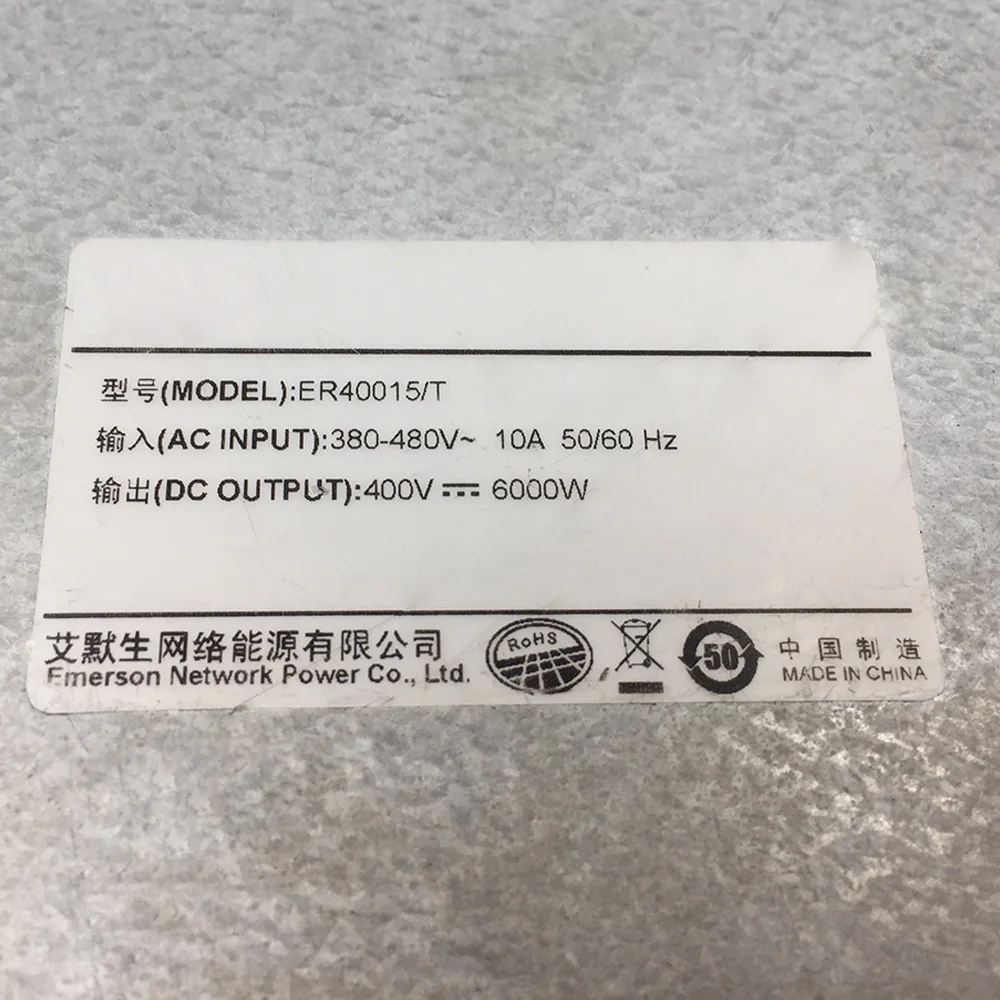 型号(MODEL):ER40015/T
输入(AC INPUT):380-480V~ 10A 50/60 Hz
输出(DC OUTPUT):400V ⎓ 6000W
艾默生网络能源有限公司
Emerson Network Power Co., Ltd.
RoHS
50
中国制造
MADE IN CHINA